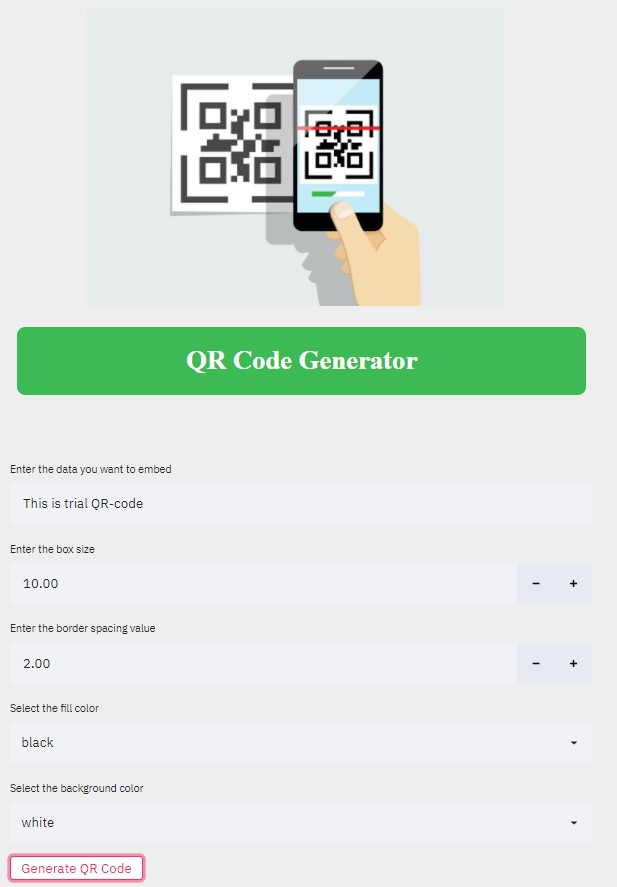 QR Code Generator
Enter the data you want to embed
This is trial QR-code
Enter the box size
10.00 - +
Enter the border spacing value
2.00 - +
Select the fill color
black
Select the background color
white
Generate QR Code